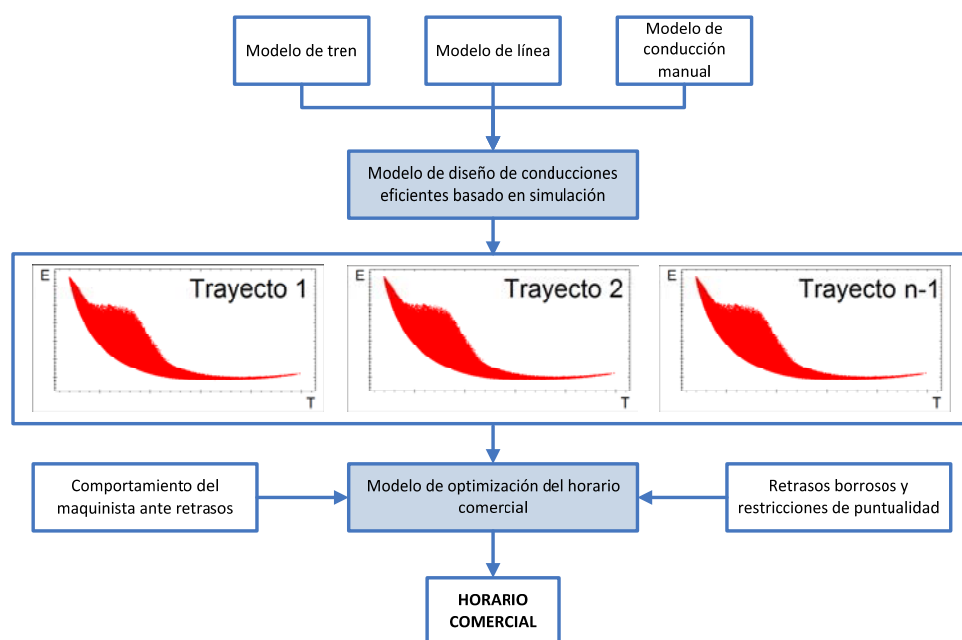 Modelo de tren
Modelo de línea
Modelo de
conducción
manual
Modelo de diseño de conducciones
eficientes basado en simulación
E
Trayecto 1
T
E
Trayecto 2
T
E
Trayecto n-1
T
Comportamiento del
maquinista ante retrasos
Modelo de optimización del horario
comercial
Retrasos borrosos y
restricciones de puntualidad
HORARIO
COMERCIAL